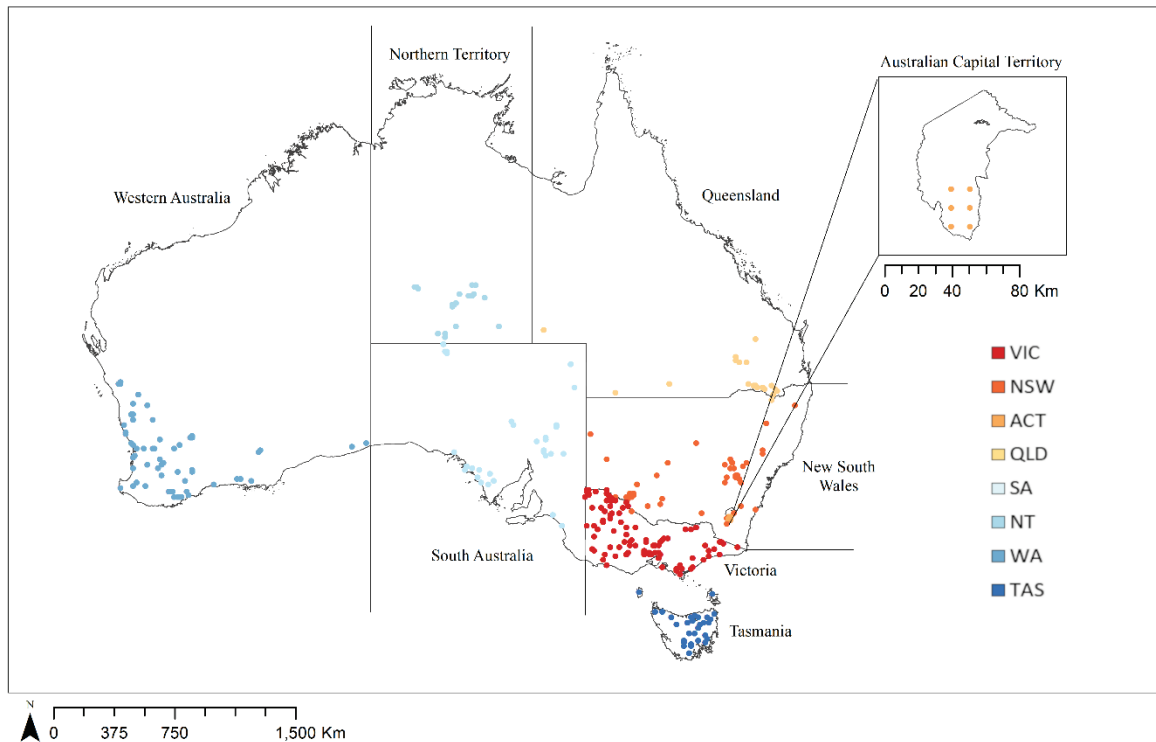 Northern Territory
Australian Capital Territory
Western Australia
Queensland
0 20 40 80 Km
VIC
NSW
ACT
QLD
SA
NT
WA
TAS
New South
Wales
South Australia
Victoria
Tasmania
N
0 375 750 1,500 Km